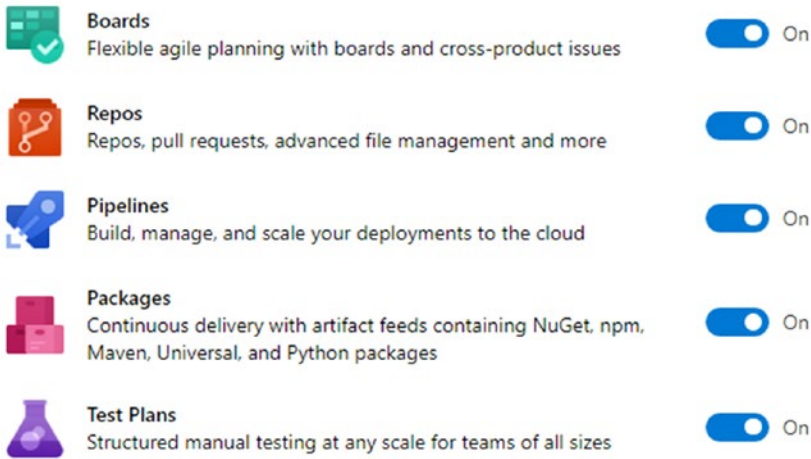 Boards
Flexible agile planning with boards and cross-product issues
On
Repos
Repos, pull requests, advanced file management and more
On
Pipelines
Build, manage, and scale your deployments to the cloud
On
Packages
Continuous delivery with artifact feeds containing NuGet, npm,
Maven, Universal, and Python packages
On
Test Plans
Structured manual testing at any scale for teams of all sizes
On